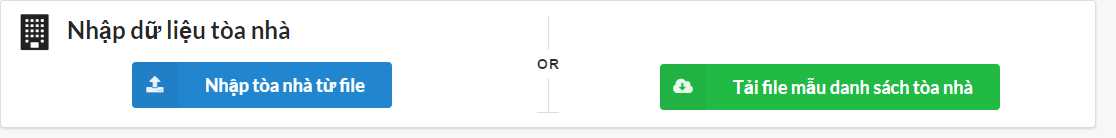 Nhập dữ liệu tòa nhà
Nhập tòa nhà từ file
OR
Tải file mẫu danh sách tòa nhà